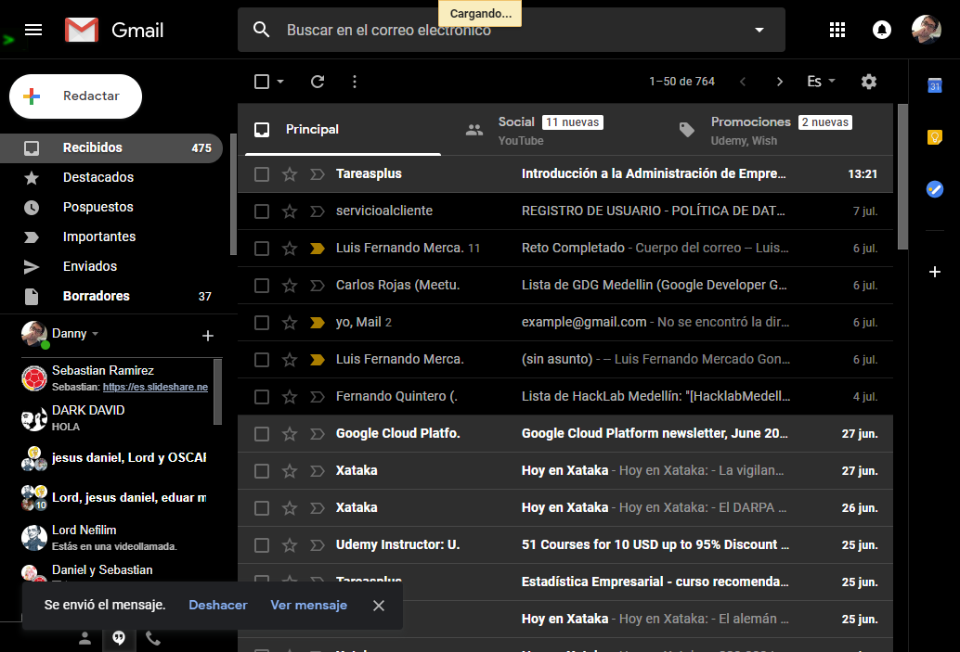 Cargando...
Gmail
Buscar en el correo electrónico
Redactar
1–50 de 764
Es
Recibidos 475
Destacados
Pospuestos
Importantes
Enviados
Borradores 37
Danny
Sebastian Ramirez
Sebastian: https://es.slideshare.ne
DARK DAVID
HOLA
jesus daniel, Lord y OSCAR
Lord, jesus daniel, eduar m
10
Lord Nefilim
Estás en una videollamada.
Daniel y Sebastian
Principal
Social 11 nuevas
YouTube
Promociones 2 nuevas
Udemy, Wish
Tareasplus Introducción a la Administración de Empre… 13:21
servicioalcliente REGISTRO DE USUARIO - POLÍTICA DE DAT… 7 jul.
Luis Fernando Merca. 11 Reto Completado - Cuerpo del correo -- Luis… 6 jul.
Carlos Rojas (Meetu. Lista de GDG Medellin (Google Developer G… 6 jul.
yo, Mail 2 example@gmail.com - No se encontró la dir… 6 jul.
Luis Fernando Merca. (sin asunto) - -- Luis Fernando Mercado Gon… 6 jul.
Fernando Quintero (. Lista de HackLab Medellín: "[HacklabMedell… 4 jul.
Google Cloud Platfo. Google Cloud Platform newsletter, June 20… 27 jun.
Xataka Hoy en Xataka - Hoy en Xataka: - La vigilan… 27 jun.
Xataka Hoy en Xataka - Hoy en Xataka: - El DARPA … 26 jun.
Udemy Instructor: U. 51 Courses for 10 USD up to 95% Discount … 25 jun.
Tareasplus Estadística Empresarial - curso recomenda… 25 jun.
Hoy en Xataka - Hoy en Xataka: - El alemán … 25 jun.
31
Se envió el mensaje. Deshacer Ver mensaje